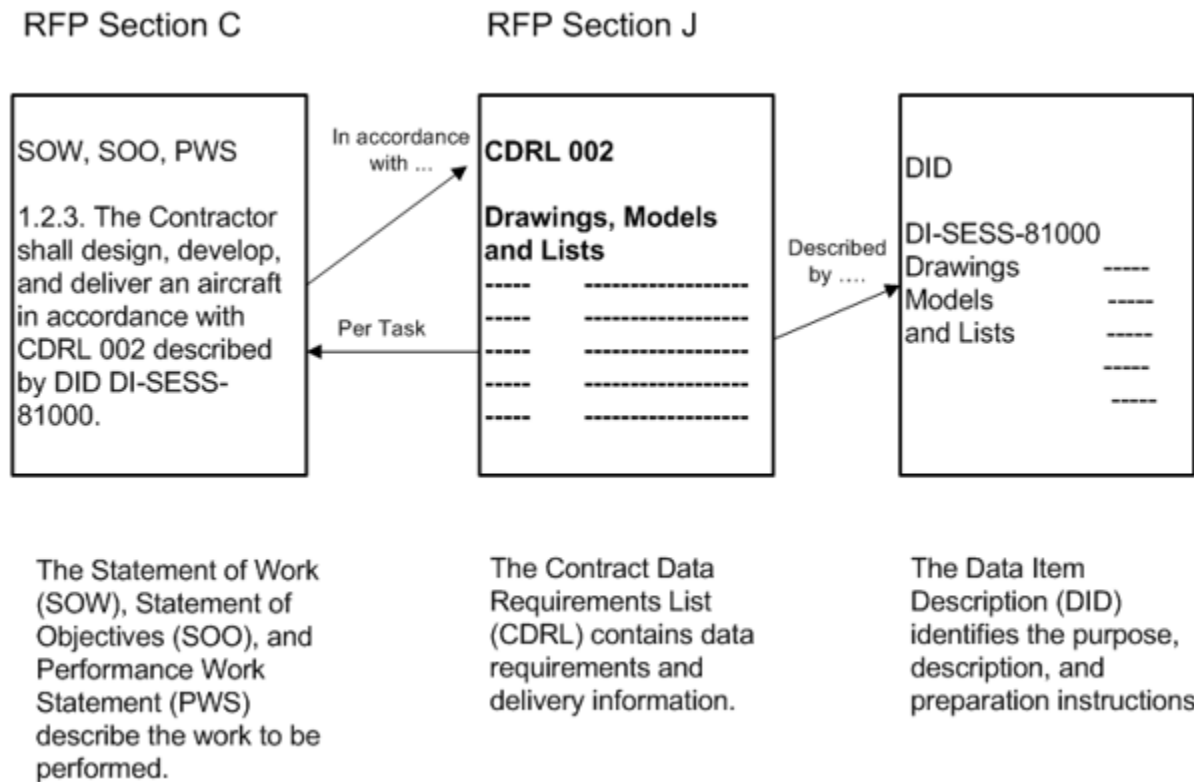 RFP Section C
RFP Section J
SOW, SOO, PWS
1.2.3. The Contractor
shall design, develop,
and deliver an aircraft
in accordance with
CDRL 002 described
by DID DI-SESS-
81000.
In accordance
with ...
Per Task
CDRL 002
Drawings, Models
and Lists
----- ------------------
----- ------------------
----- ------------------
----- ------------------
----- ------------------
Described
by ....
DID
DI-SESS-81000
Drawings -----
Models -----
and Lists -----
-----
-----
The Statement of Work
(SOW), Statement of
Objectives (SOO), and
Performance Work
Statement (PWS)
describe the work to be
performed.
The Contract Data
Requirements List
(CDRL) contains data
requirements and
delivery information.
The Data Item
Description (DID)
identifies the purpose,
description, and
preparation instructions